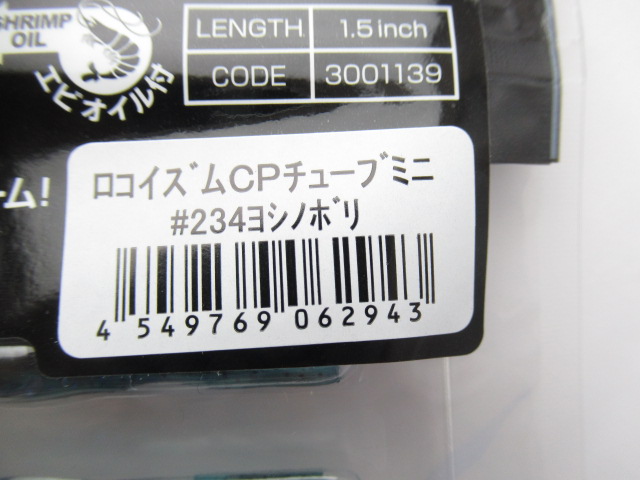 SHRIMP
OIL
エビオイル付
LENGTH 1.5 inch
CODE 3001139
ーム!
ロコイズムCPチューブミニ
#234ヨシノボリ
4 549769 062943